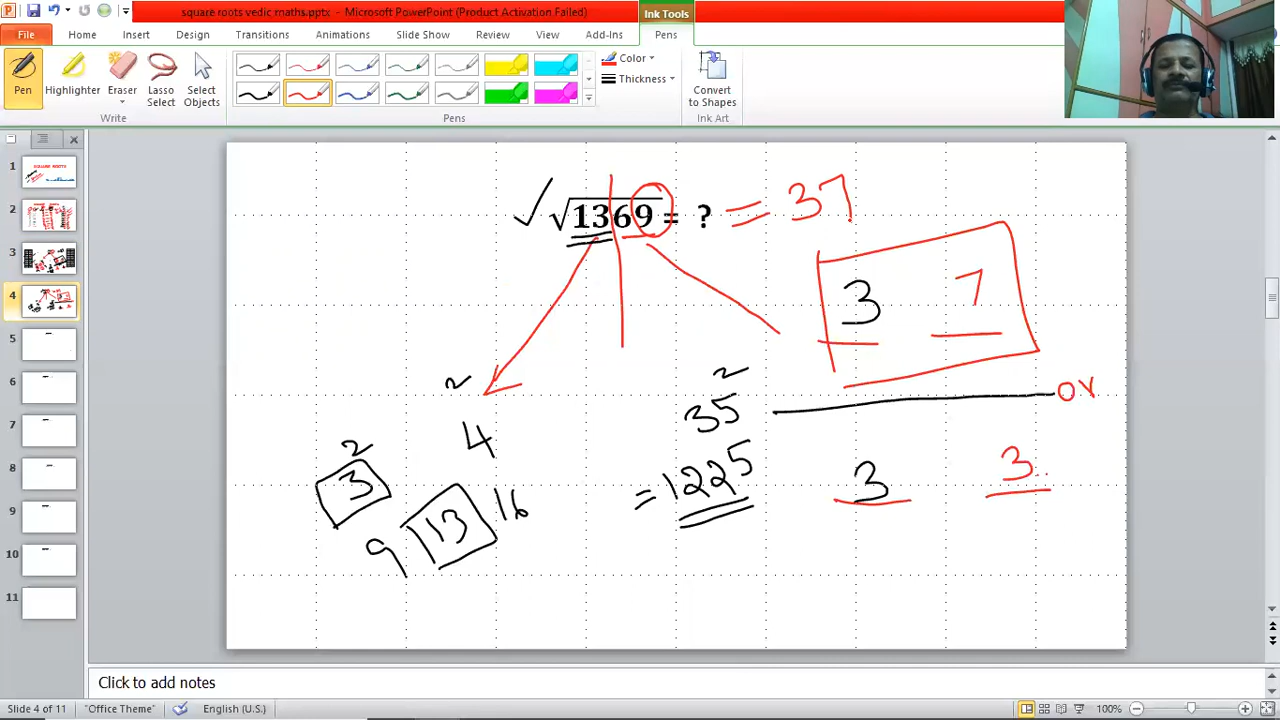 square roots vedic maths.pptx - Microsoft PowerPoint (Product Activation Failed)
Ink Tools
File Home Insert Design Transitions Animations Slide Show Review View Add-Ins Pens
Pen Highlighter Eraser Lasso Select Select Objects
Color
Thickness
Convert to Shapes
Write Pens Ink Art
1
SQUARE ROOTS
2
3
4
5
6
7
8
9
10
11
√1369 = ? = 37
3 7
or
2
4
2
3
9 13 16
2
35
= 1225
3 3
Click to add notes
Slide 4 of 11 "Office Theme" English (U.S.) 100%